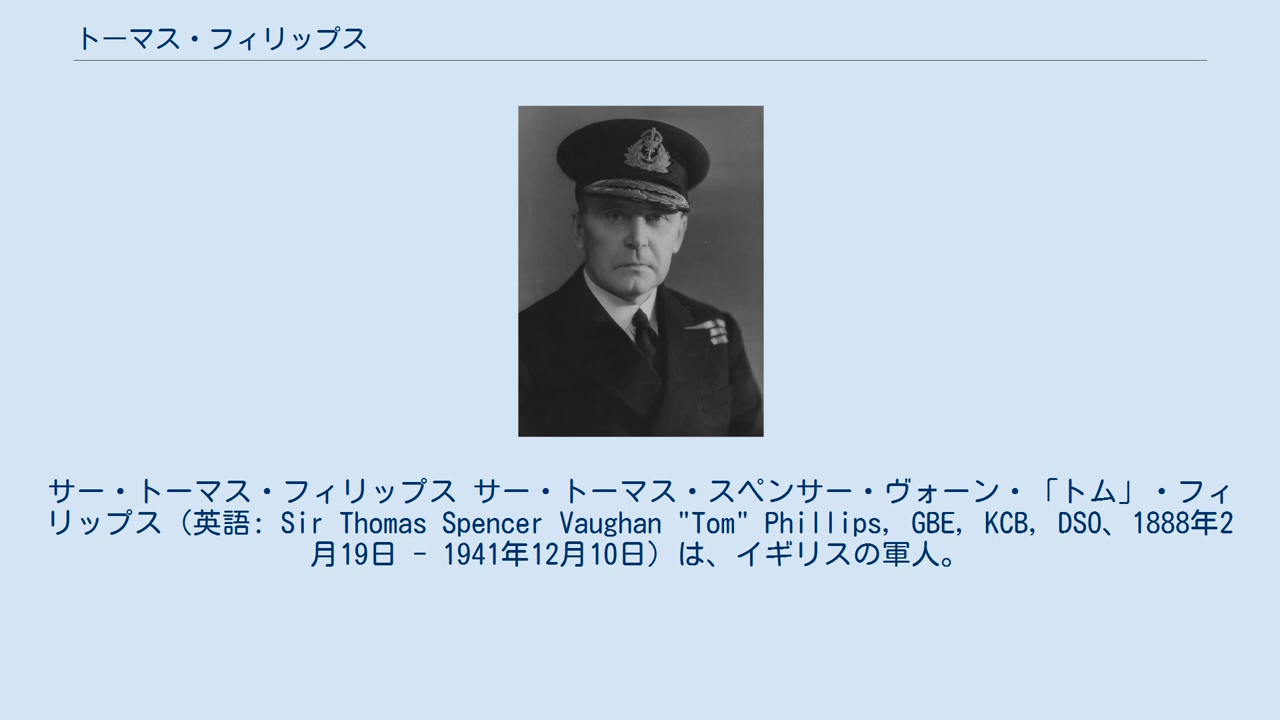 トーマス・フィリップス
サー・トーマス・フィリップス サー・トーマス・スペンサー・ヴォーン・「トム」・フィ
リップス（英語: Sir Thomas Spencer Vaughan "Tom" Phillips, GBE, KCB, DSO、1888年2
月19日 - 1941年12月10日）は、イギリスの軍人。